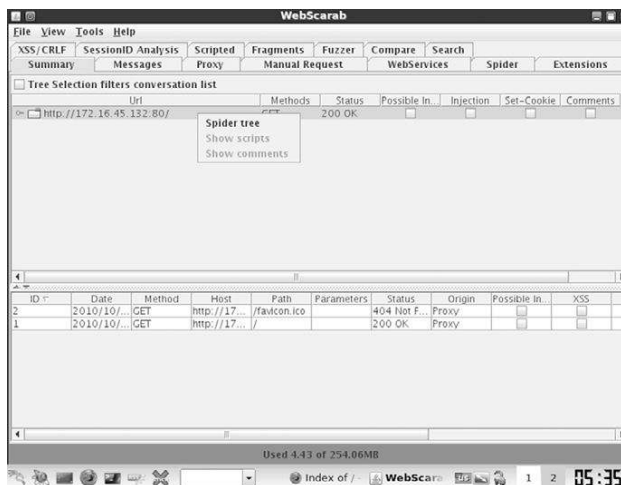 WebScarab
File View Tools Help
XSS/CRLF SessionID Analysis Scripted Fragments Fuzzer Compare Search
Summary Messages Proxy Manual Request WebServices Spider Extensions
Tree Selection filters conversation list
Url Methods Status Possible In... Injection Set-Cookie Comments
http://172.16.45.132:80/ GET 200 OK
Spider tree
Show scripts
Show comments
ID Date Method Host Path Parameters Status Origin Possible In... XSS
2 2010/10/... GET http://17... /favicon.ico 404 Not F... Proxy
1 2010/10/... GET http://17... / 200 OK Proxy
Used 4.43 of 254.06MB
Index of / - WebScara 1 2 05:35